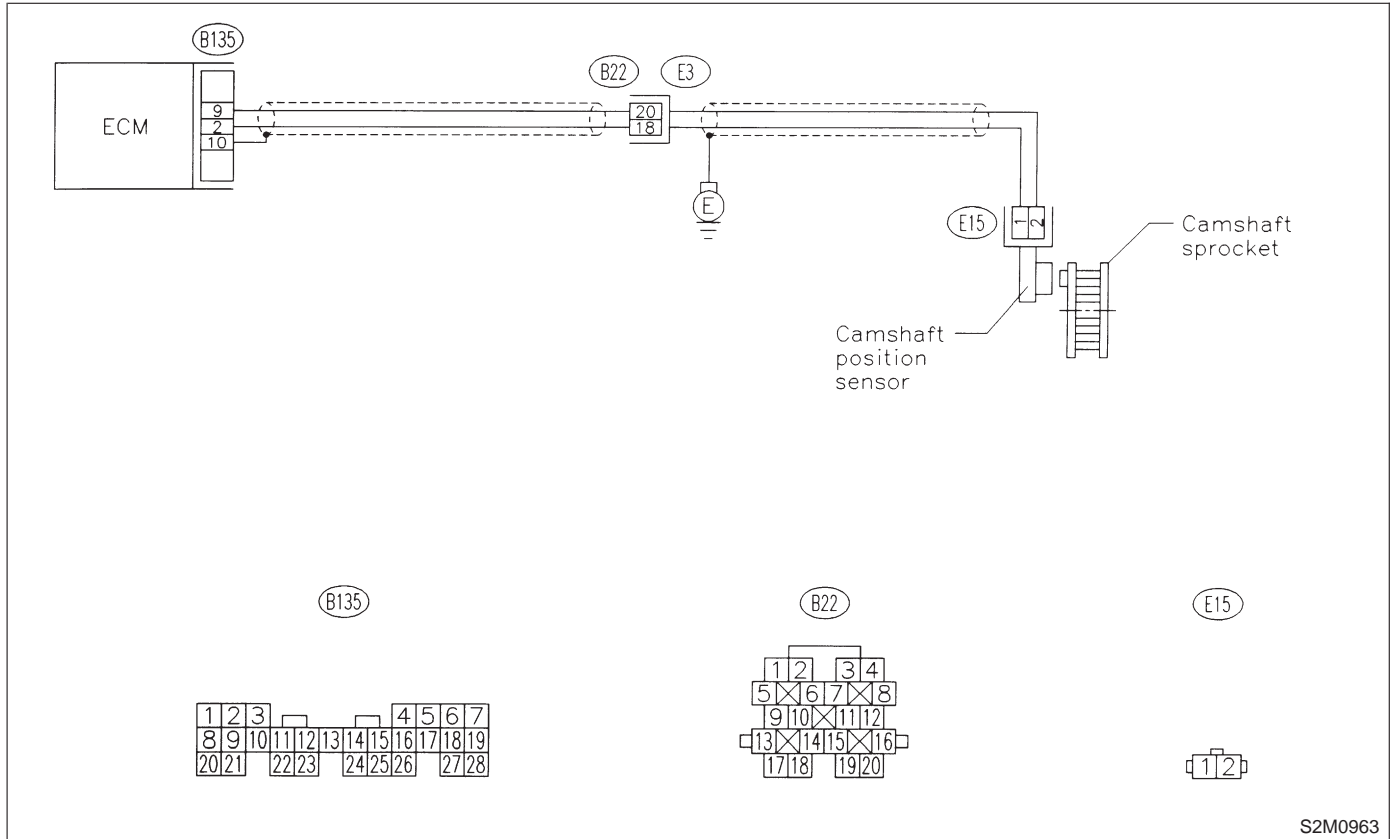 B135
B22 E3
ECM
9
2
10
20
18
E
E15
1 2
Camshaft
sprocket
Camshaft
position
sensor
B135
B22
E15
1 2 3 4 5 6 7
8 9 10 11 12 13 14 15 16 17 18 19
20 21 22 23 24 25 26 27 28
1 2 3 4
5 6 7 8
9 10 11 12
13 14 15 16
17 18 19 20
1 2
S2M0963